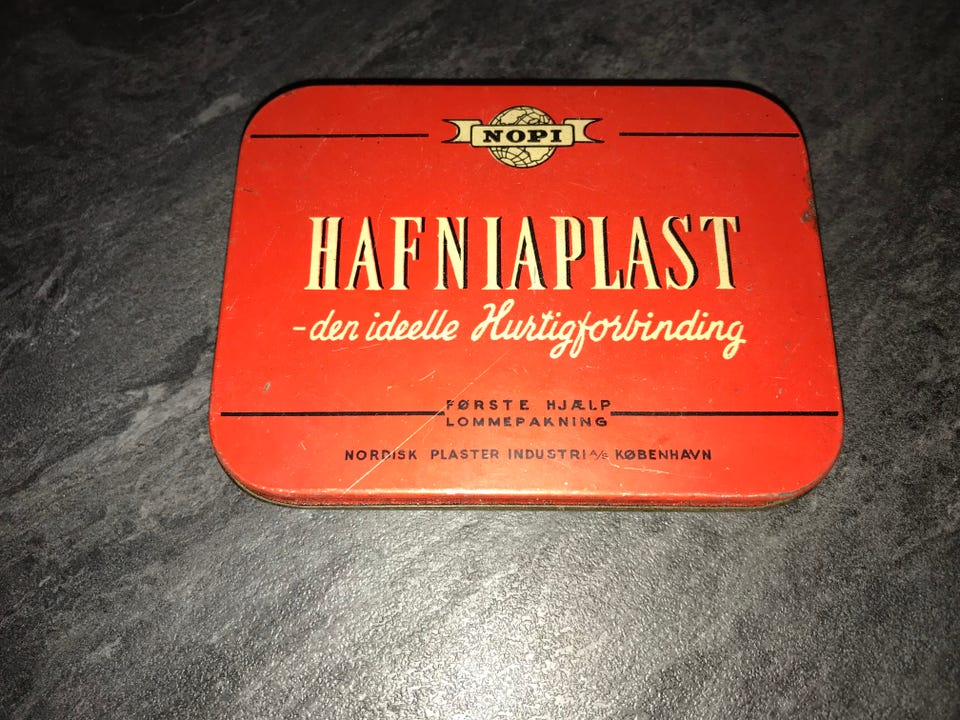 NOPI
HAFNIAPLAST
-den ideelle Hurtigforbinding
FØRSTE HJÆLP
LOMMEPAKNING
NORDISK PLASTER INDUSTRI A/S KØBENHAVN